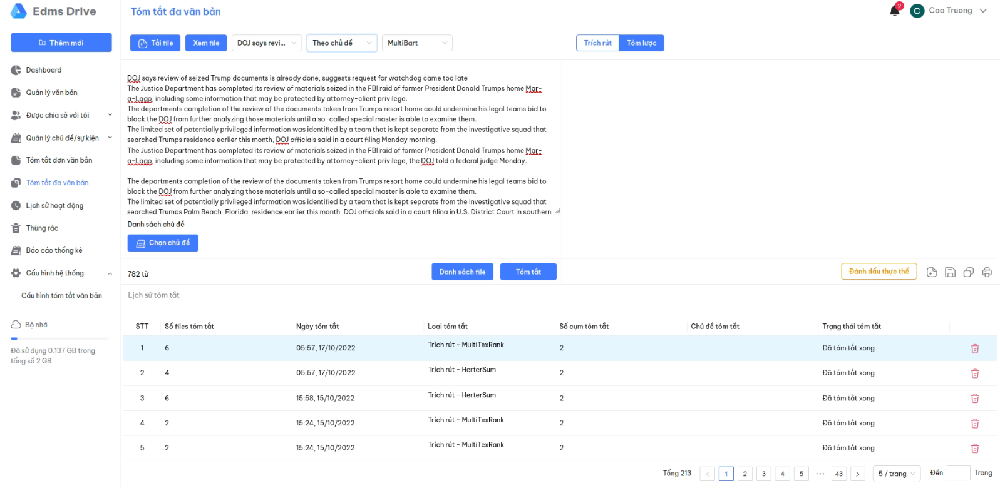 Edms Drive
Tóm tắt đa văn bản
2
C
Cao Truong
Thêm mới
Dashboard
Quản lý văn bản
Được chia sẻ với tôi
Quản lý chủ đề/sự kiện
Tóm tắt đơn văn bản
Tóm tắt đa văn bản
Lịch sử hoạt động
Thùng rác
Báo cáo thống kê
Cấu hình hệ thống
Cấu hình tóm tắt văn bản
Bộ nhớ
Đã sử dụng 0.137 GB trong
tổng số 2 GB
Tải file
Xem file
DOJ says revi...
Theo chủ đề
MultiBart
Trích rút
Tóm lược
DOJ says review of seized Trump documents is already done, suggests request for watchdog came too late
The Justice Department has completed its review of materials seized in the FBI raid of former President Donald Trumps home Mar-
a-Lago, including some information that may be protected by attorney-client privilege.
The departments completion of the review of the documents taken from Trumps resort home could undermine his legal teams bid to
block the DOJ from further analyzing those materials until a so-called special master is able to examine them.
The limited set of potentially privileged information was identified by a team that is kept separate from the investigative squad that
searched Trumps residence earlier this month, DOJ officials said in a court filing Monday morning.
The Justice Department has completed its review of materials seized in the FBI raid of former President Donald Trumps home Mar-
a-Lago, including some information that may be protected by attorney-client privilege, the DOJ told a federal judge Monday.
The departments completion of the review of the documents taken from Trumps resort home could undermine his legal teams bid to
block the DOJ from further analyzing those materials until a so-called special master is able to examine them.
The limited set of potentially privileged information was identified by a team that is kept separate from the investigative squad that
searched Trumps Palm Beach, Florida, residence earlier this month, DOJ officials said in a court filing in U.S. District Court in southern
Danh sách chủ đề
Chọn chủ đề
782 từ
Danh sách file
Tóm tắt
Đánh dấu thực thể
Lịch sử tóm tắt
STT Số files tóm tắt Ngày tóm tắt Loại tóm tắt Số cụm tóm tắt Chủ đề tóm tắt Trạng thái tóm tắt
1 6 05:57, 17/10/2022 Trích rút - MultiTexRank 2 Đã tóm tắt xong
2 4 05:57, 17/10/2022 Trích rút - HerterSum 2 Đã tóm tắt xong
3 6 15:58, 15/10/2022 Trích rút - HerterSum 2 Đã tóm tắt xong
4 2 15:24, 15/10/2022 Trích rút - MultiTexRank 2 Đã tóm tắt xong
5 2 15:24, 15/10/2022 Trích rút - MultiTexRank 2 Đã tóm tắt xong
Tổng 213 < 1 2 3 4 5 ••• 43 > 5 / trang Đến Trang